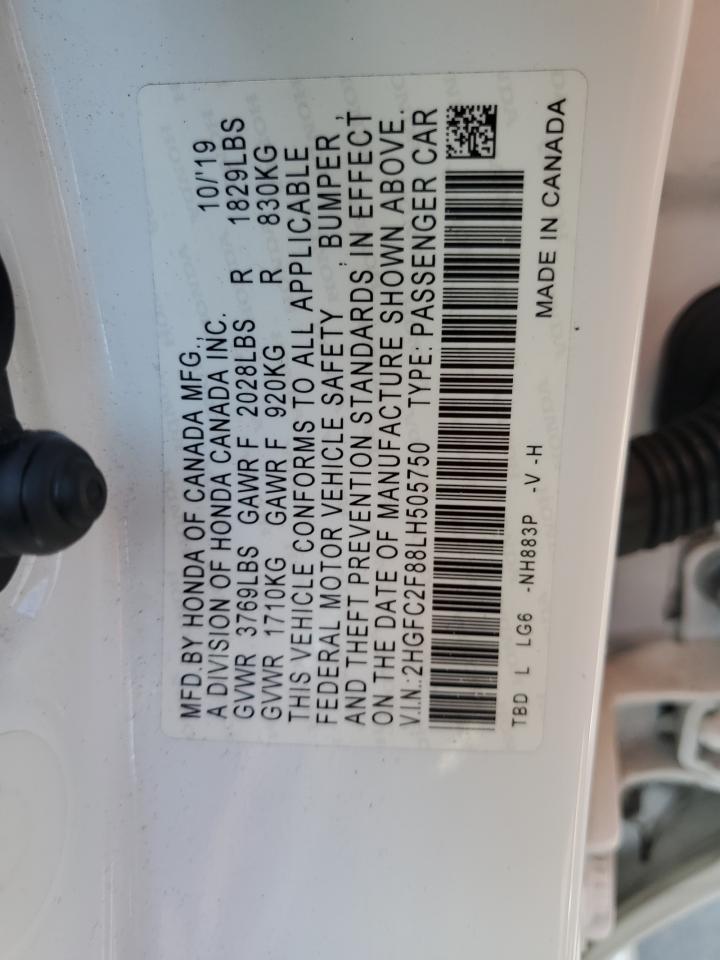 MFD.BY HONDA OF CANADA MFG., 10/'19
A DIVISION OF HONDA CANADA INC.
GVWR 3769LBS GAWR F 2028LBS R 1829LBS
GVWR 1710KG GAWR F 920KG R 830KG
THIS VEHICLE CONFORMS TO ALL APPLICABLE
FEDERAL MOTOR VEHICLE SAFETY, BUMPER,
AND THEFT PREVENTION STANDARDS IN EFFECT
ON THE DATE OF MANUFACTURE SHOWN ABOVE.
V.I.N.:2HGFC2F88LH505750 TYPE: PASSENGER CAR
TBD L LG6 -NH883P -V -H MADE IN CANADA